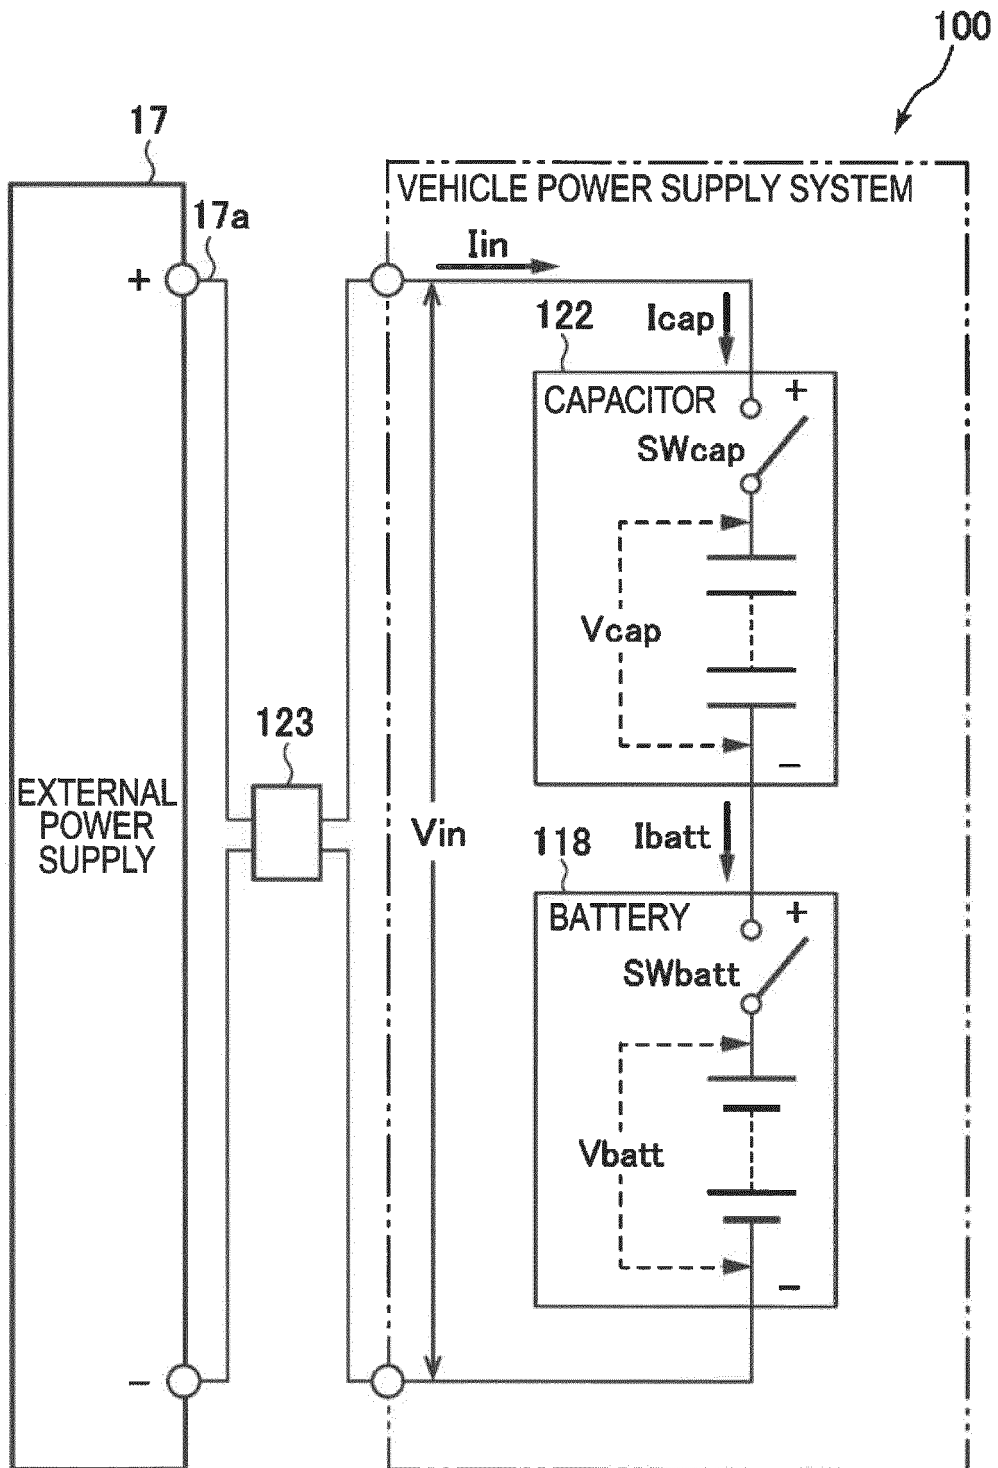 100
17
VEHICLE POWER SUPPLY SYSTEM
17a
Iin
+
122
Icap
CAPACITOR
+
SWcap
Vcap
123
-
EXTERNAL
POWER
SUPPLY
Vin
118
Ibatt
BATTERY
+
SWbatt
Vbatt
-
-